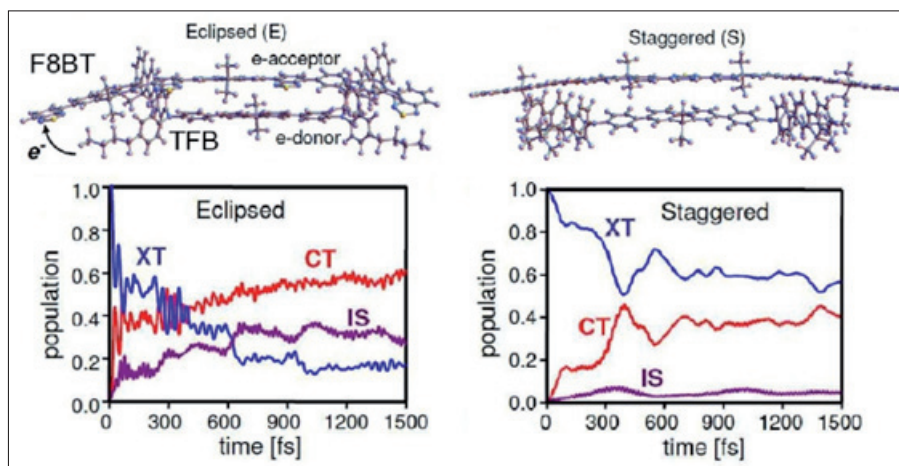 Eclipsed (E)
F8BT
e-acceptor
TFB
e-donor
e-
Staggered (S)
1.0
0.8
0.6
0.4
0.2
0.0
population
Eclipsed
XT
CT
IS
0 300 600 900 1200 1500
time [fs]
1.0
0.8
0.6
0.4
0.2
0.0
population
Staggered
XT
CT
IS
0 300 600 900 1200 1500
time [fs]